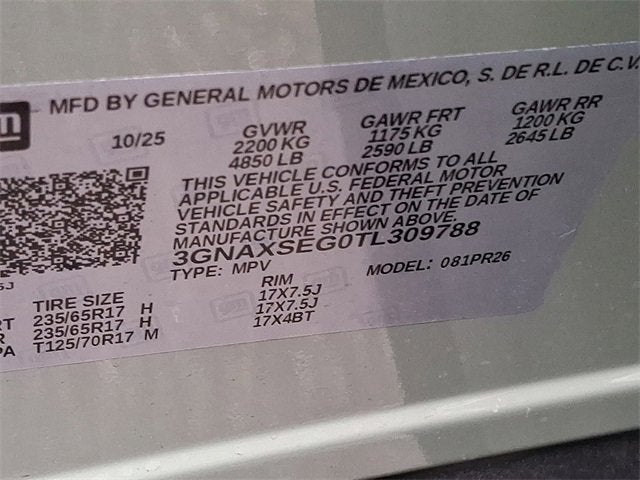 MFD BY GENERAL MOTORS DE MEXICO, S. DE R.L. DE C.V.
m
10/25
GVWR
2200 KG
4850 LB
GAWR FRT
1175 KG
2590 LB
GAWR RR
1200 KG
2645 LB
THIS VEHICLE CONFORMS TO ALL
APPLICABLE U.S. FEDERAL MOTOR
VEHICLE SAFETY AND THEFT PREVENTION
STANDARDS IN EFFECT ON THE DATE OF
MANUFACTURE SHOWN ABOVE.
3GNAXSEG0TL309788
TYPE: MPV
MODEL: 081PR26
5J
TIRE SIZE RIM
RT 235/65R17 H 17X7.5J
R 235/65R17 H 17X7.5J
PA T125/70R17 M 17X4BT